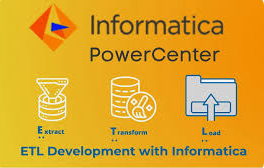 Informatica
PowerCenter
Extract Transform Load
ETL Development with Informatica